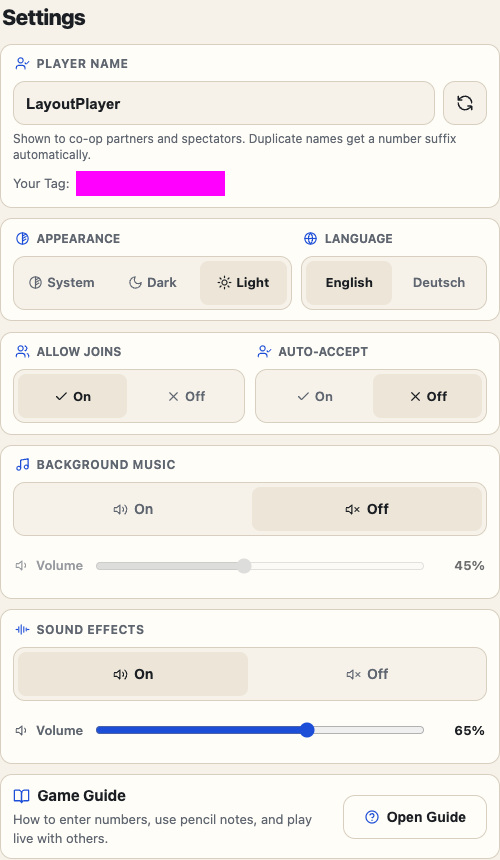 Settings
PLAYER NAME
LayoutPlayer
Shown to co-op partners and spectators. Duplicate names get a number suffix
automatically.
Your Tag:
APPEARANCE LANGUAGE
System Dark Light English Deutsch
ALLOW JOINS AUTO-ACCEPT
On Off On Off
BACKGROUND MUSIC
On Off
Volume 45%
SOUND EFFECTS
On Off
Volume 65%
Game Guide
How to enter numbers, use pencil notes, and play
live with others.
Open Guide